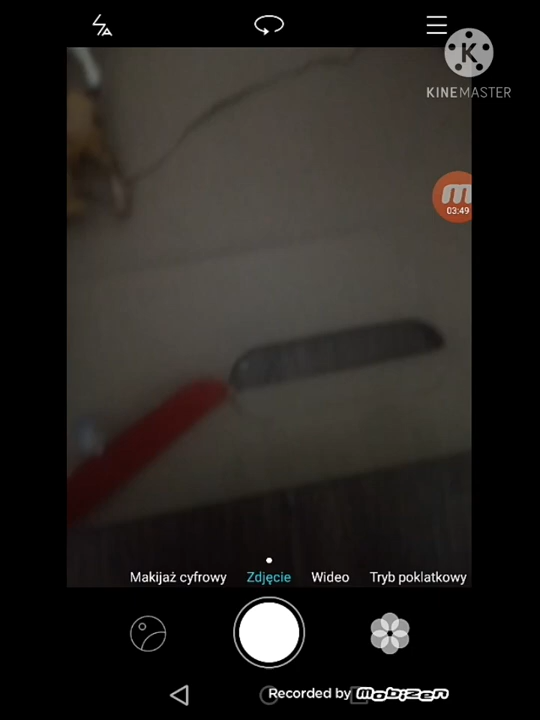 KINEMASTER
03:49
Makijaż cyfrowy
Zdjęcie
Wideo
Tryb poklatkowy
Recorded by Mobizen